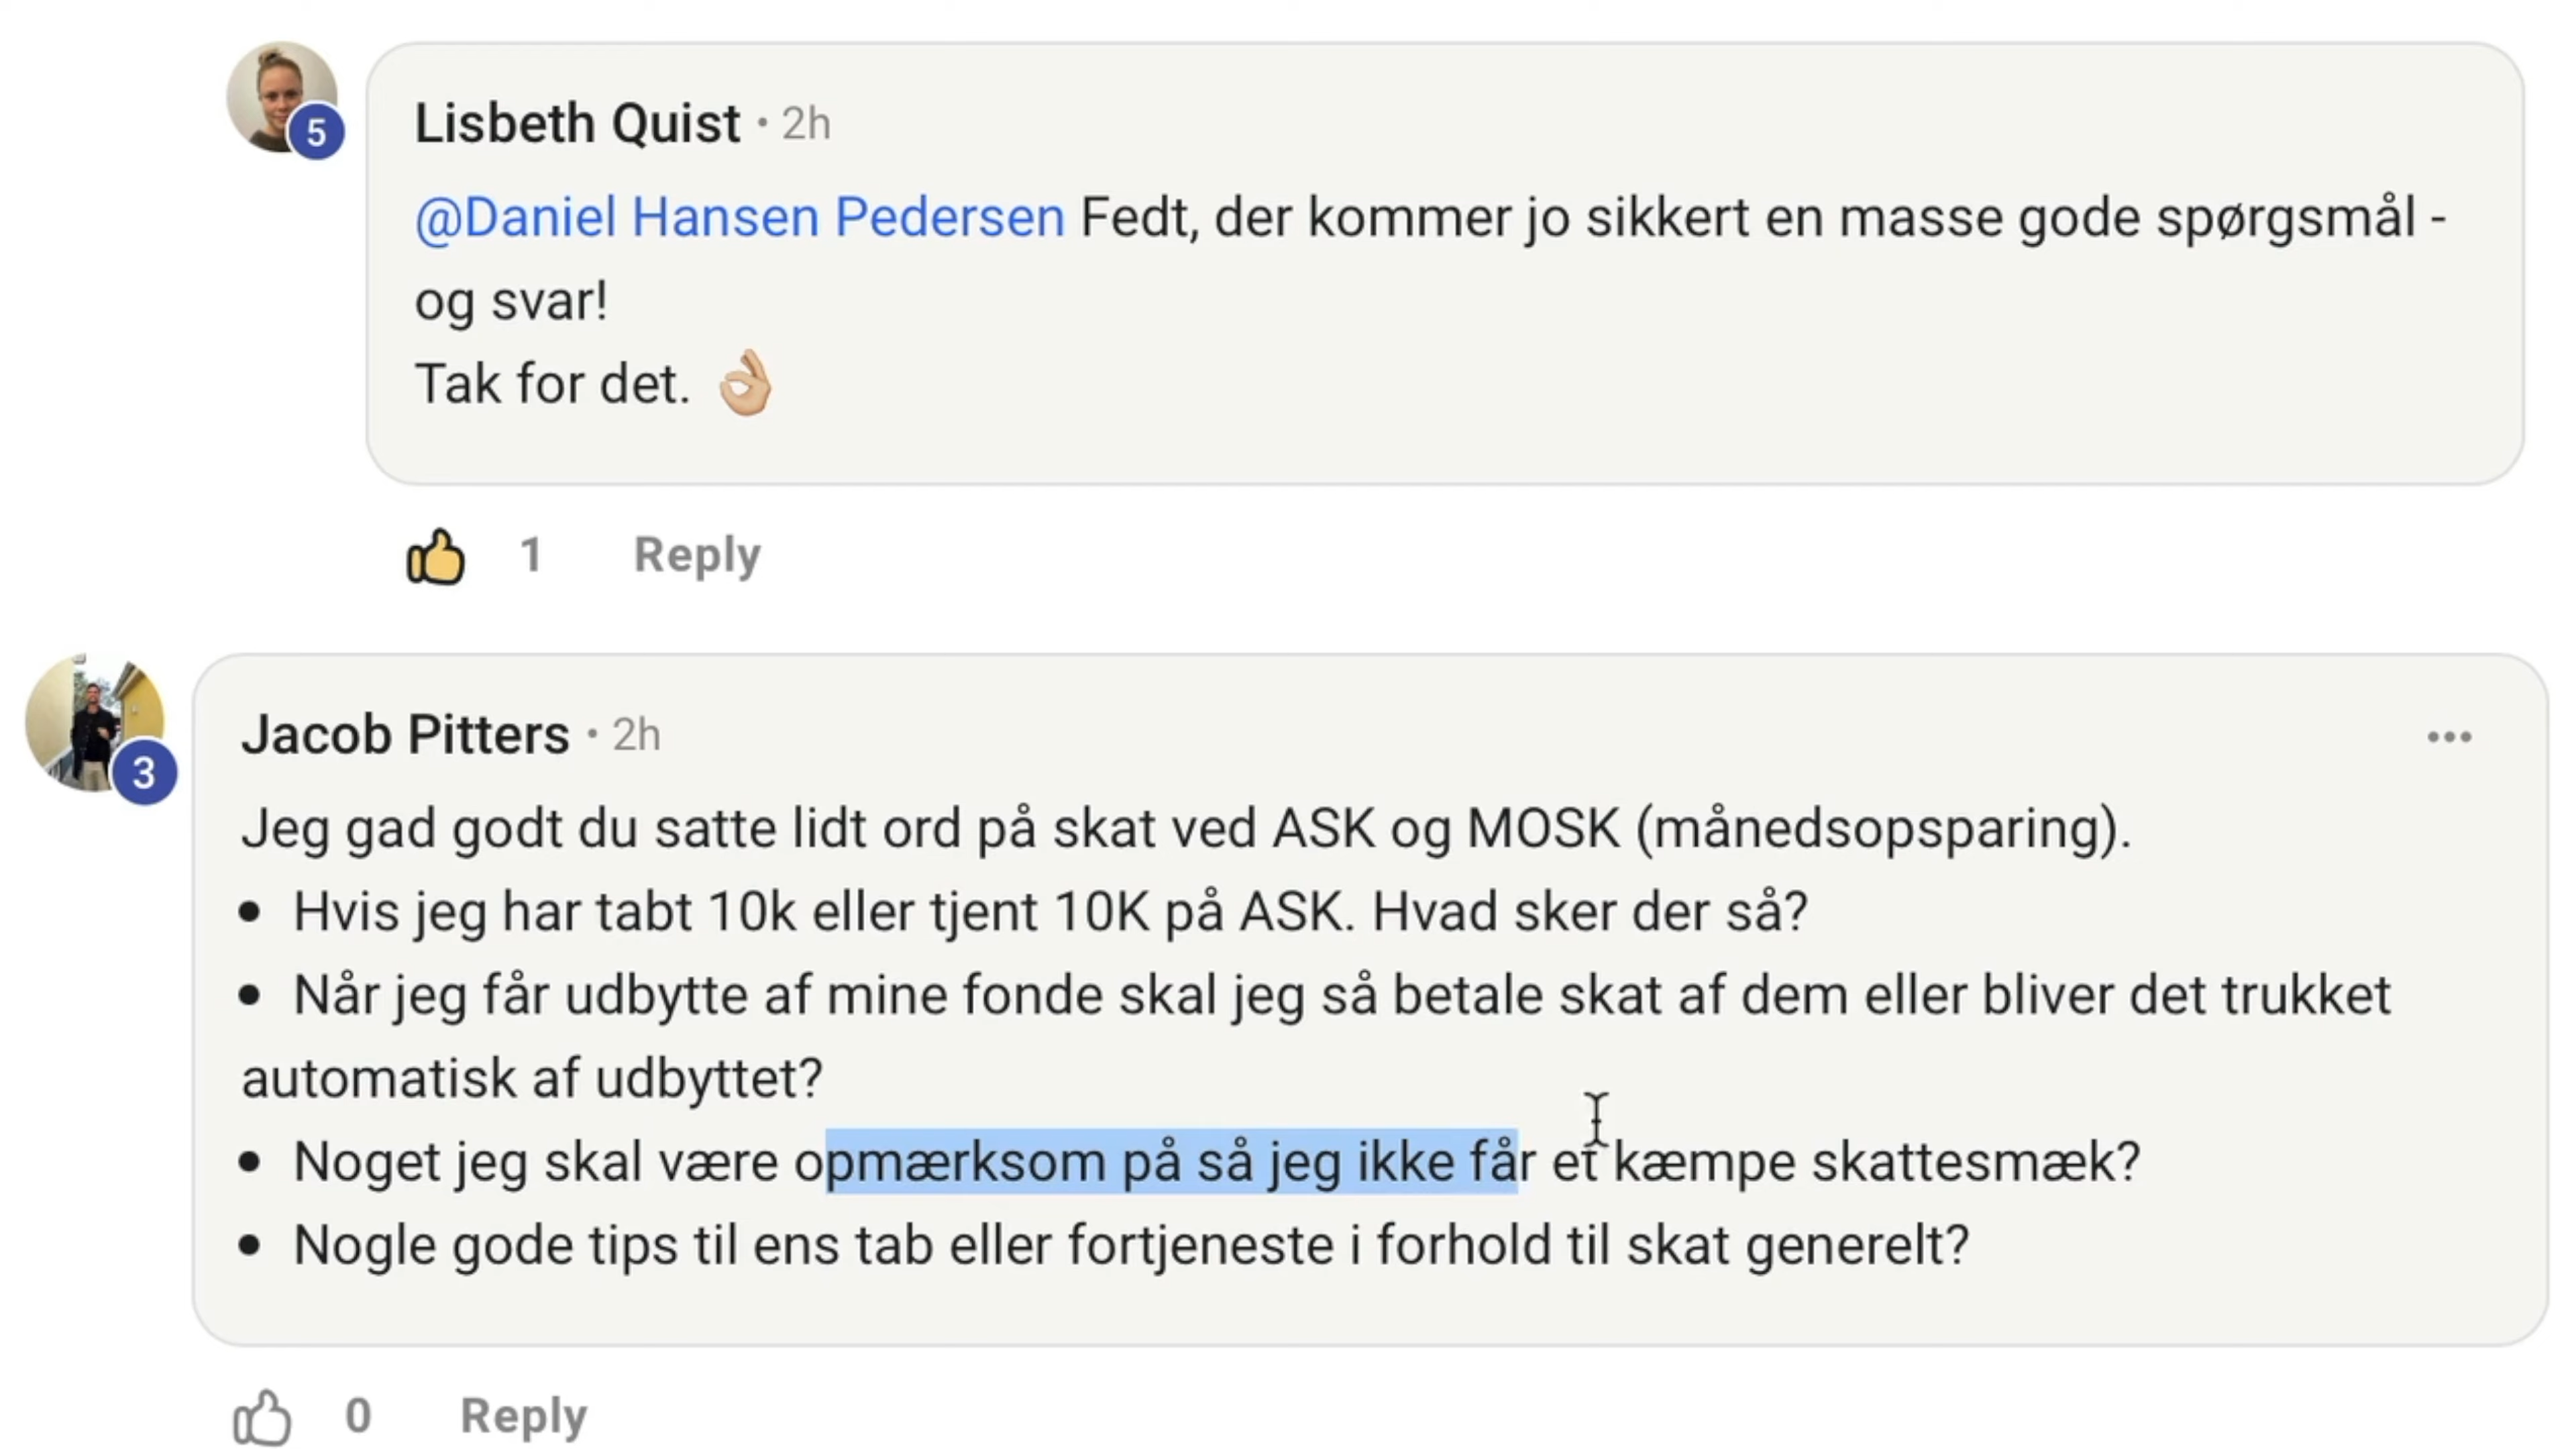 5
Lisbeth Quist • 2h
@Daniel Hansen Pedersen Fedt, der kommer jo sikkert en masse gode spørgsmål -
og svar!
Tak for det. 👌🏼
1 Reply
3
Jacob Pitters • 2h
Jeg gad godt du satte lidt ord på skat ved ASK og MOSK (månedsopsparing).
• Hvis jeg har tabt 10k eller tjent 10K på ASK. Hvad sker der så?
• Når jeg får udbytte af mine fonde skal jeg så betale skat af dem eller bliver det trukket
automatisk af udbyttet?
• Noget jeg skal være opmærksom på så jeg ikke får et kæmpe skattesmæk?
• Nogle gode tips til ens tab eller fortjeneste i forhold til skat generelt?
0 Reply